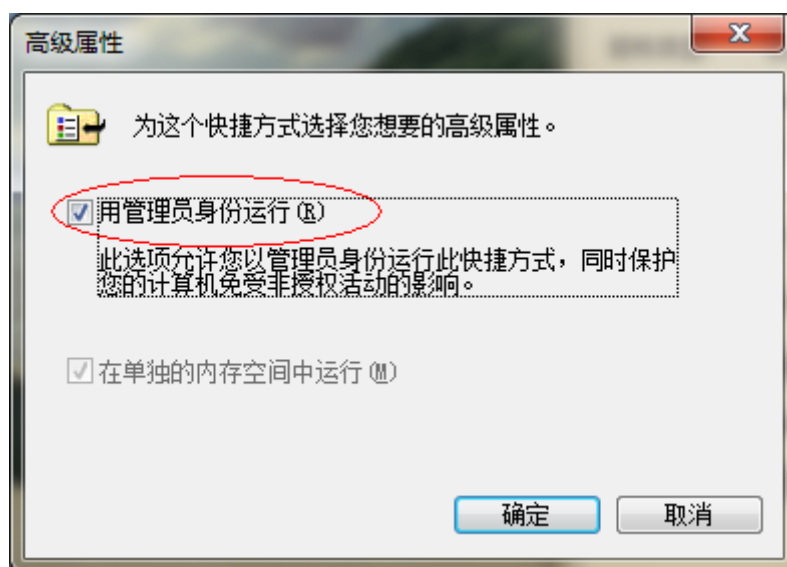 高级属性
为这个快捷方式选择您想要的高级属性。
用管理员身份运行(R)
此选项允许您以管理员身份运行此快捷方式，同时保护
您的计算机免受非授权活动的影响。
在单独的内存空间中运行(M)
确定
取消